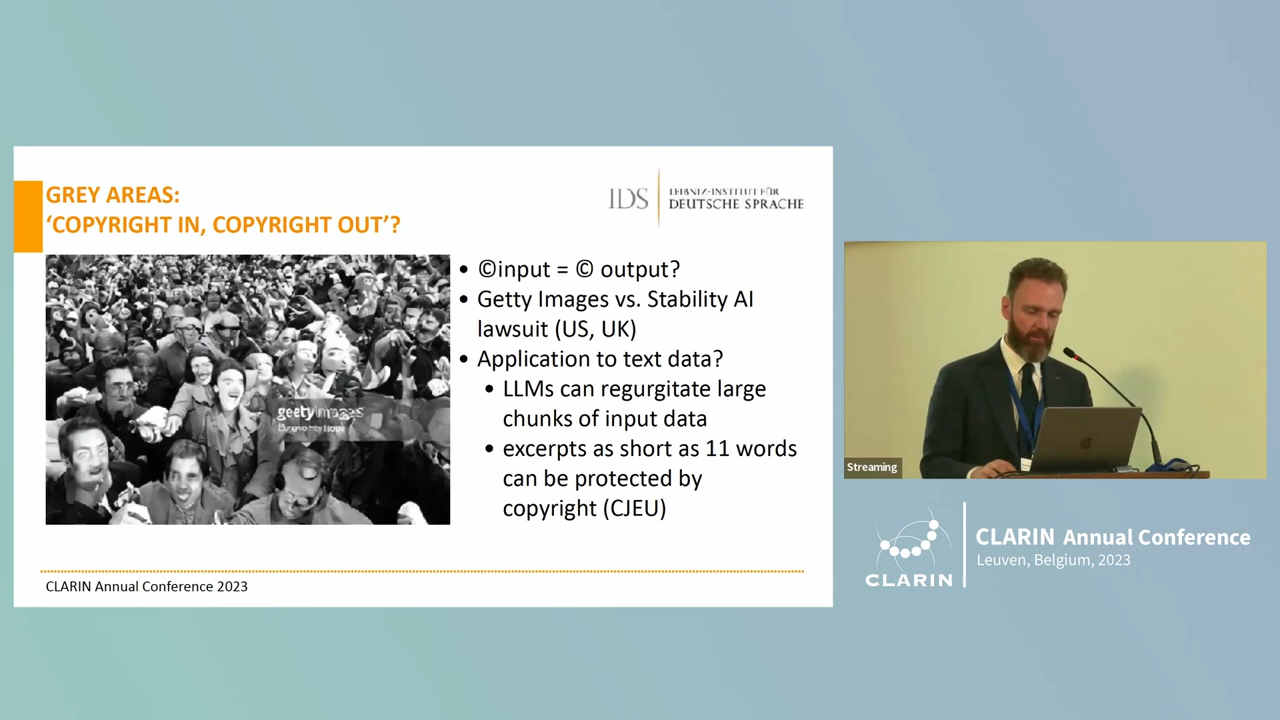 GREY AREAS:
‘COPYRIGHT IN, COPYRIGHT OUT’?
IDS
LEIBNIZ-INSTITUT FÜR
DEUTSCHE SPRACHE
geetyimages
• ©input = © output?
• Getty Images vs. Stability AI
lawsuit (US, UK)
• Application to text data?
• LLMs can regurgitate large
chunks of input data
• excerpts as short as 11 words
can be protected by
copyright (CJEU)
CLARIN Annual Conference 2023
Streaming
CLARIN
CLARIN Annual Conference
Leuven, Belgium, 2023